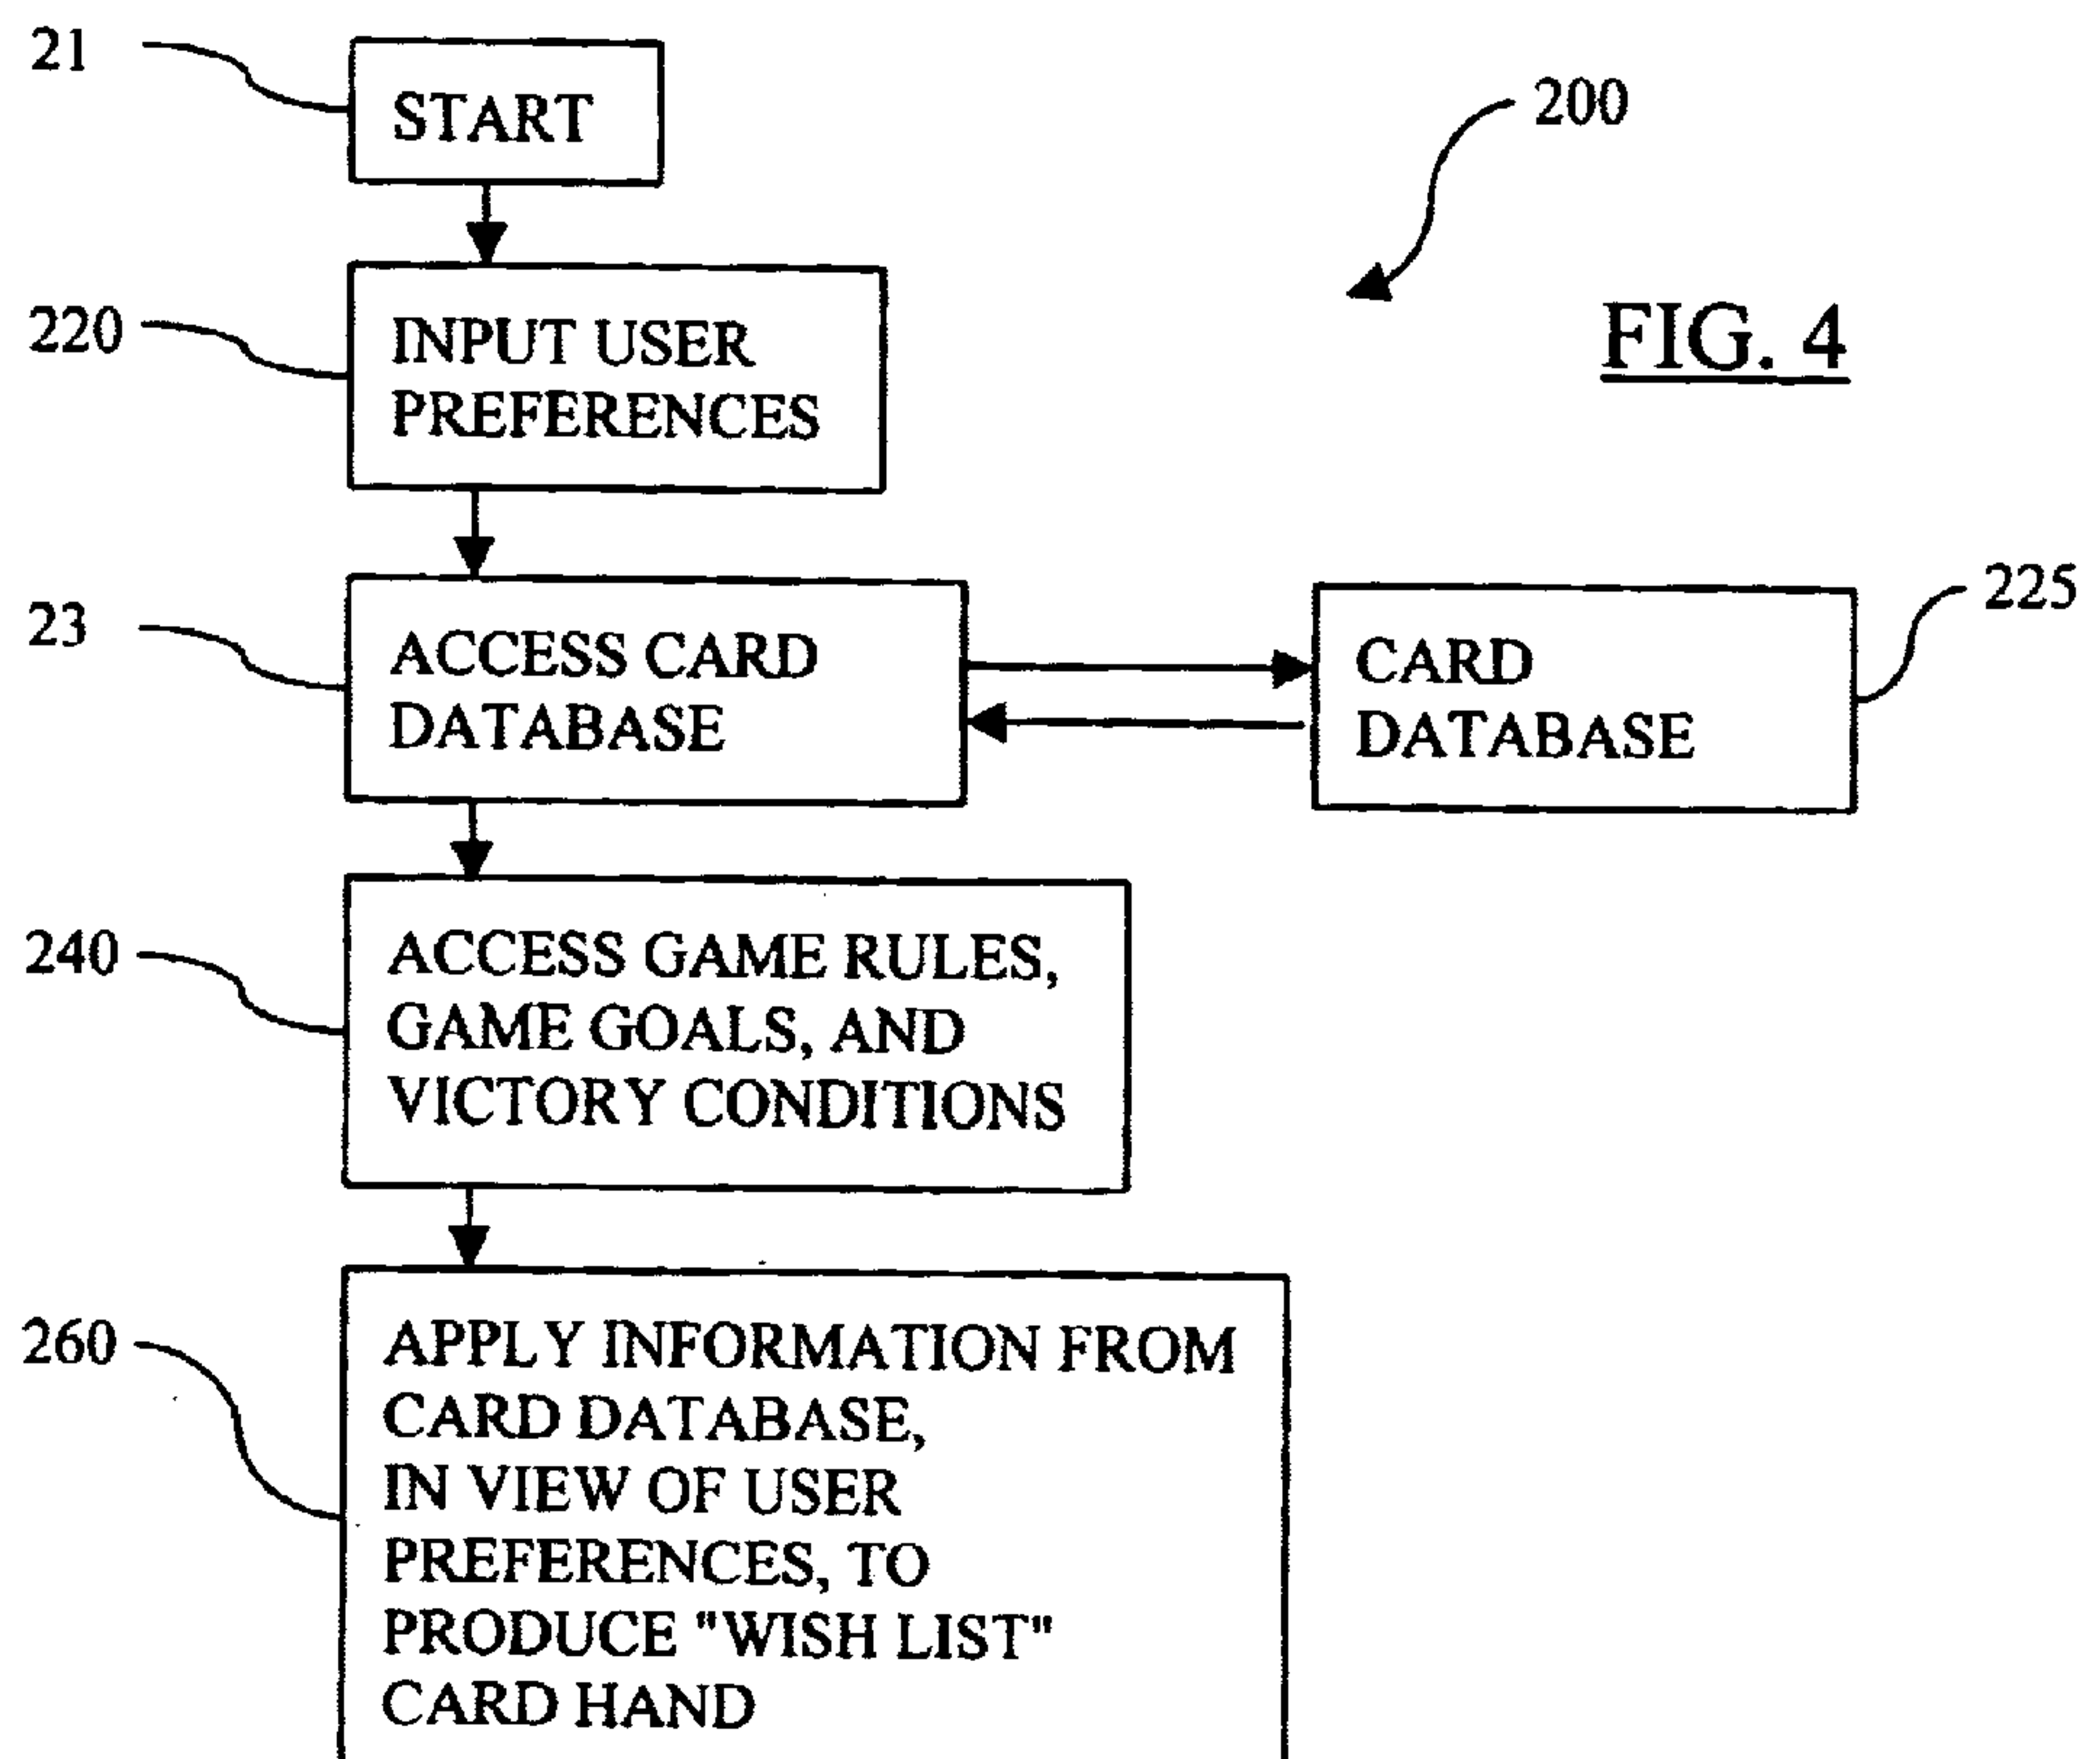 21
START
200
FIG. 4
220
INPUT USER
PREFERENCES
23
ACCESS CARD
DATABASE
CARD
DATABASE
225
240
ACCESS GAME RULES,
GAME GOALS, AND
VICTORY CONDITIONS
260
APPLY INFORMATION FROM
CARD DATABASE,
IN VIEW OF USER
PREFERENCES, TO
PRODUCE "WISH LIST"
CARD HAND